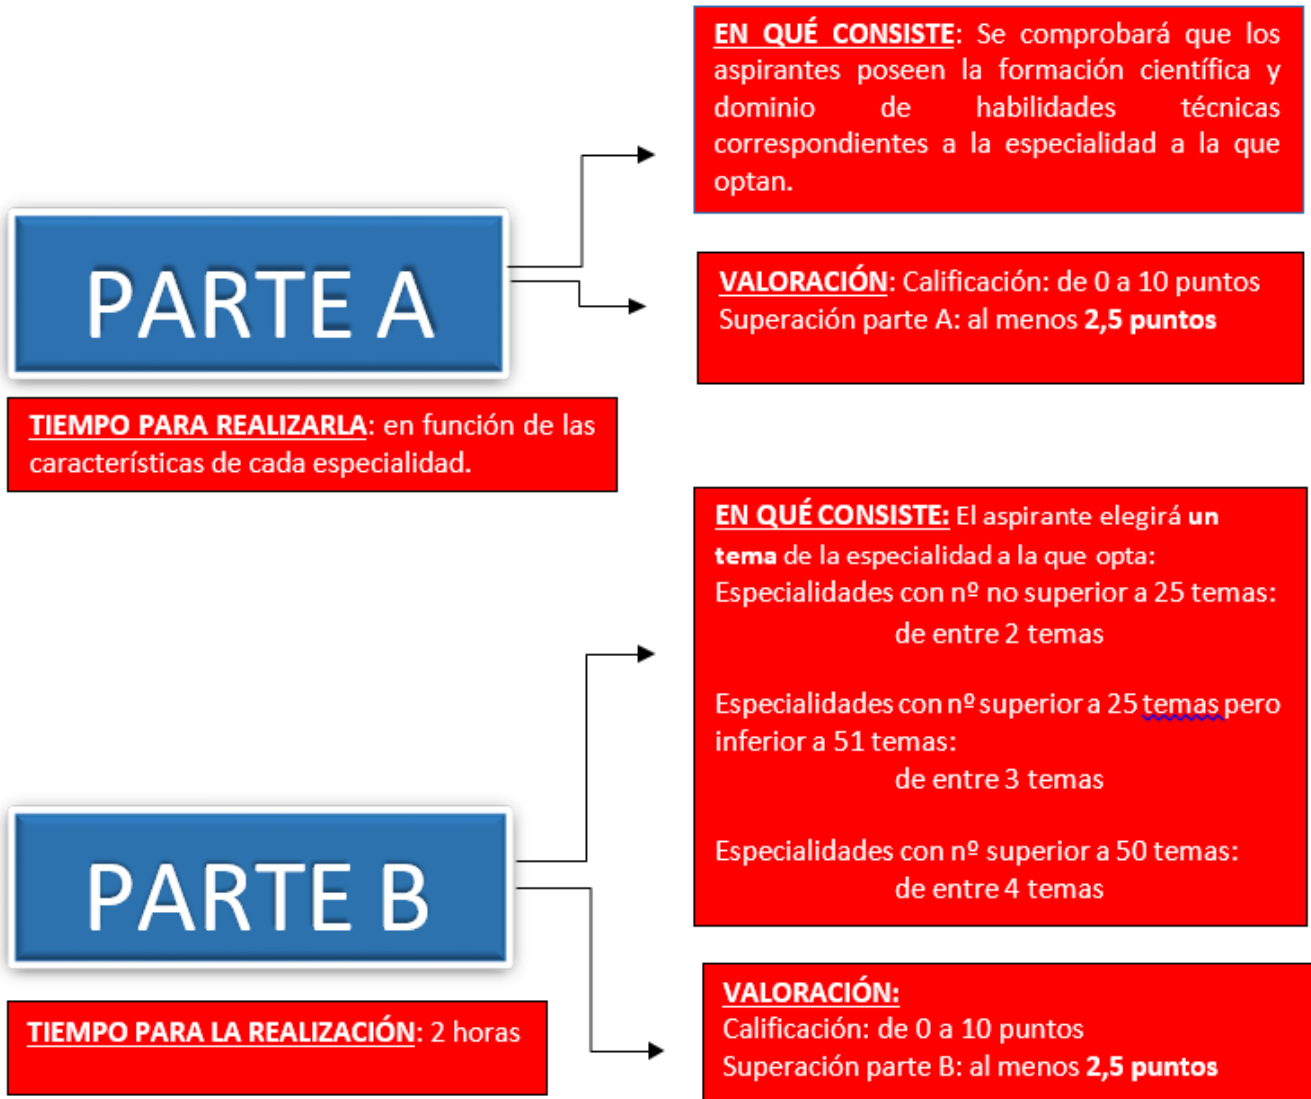 PARTE A
TIEMPO PARA REALIZARLA: en función de las
características de cada especialidad.
EN QUÉ CONSISTE: Se comprobará que los
aspirantes poseen la formación científica y
dominio de habilidades técnicas
correspondientes a la especialidad a la que
optan.
VALORACIÓN: Calificación: de 0 a 10 puntos
Superación parte A: al menos 2,5 puntos
PARTE B
TIEMPO PARA LA REALIZACIÓN: 2 horas
EN QUÉ CONSISTE: El aspirante elegirá un
tema de la especialidad a la que opta:
Especialidades con nº no superior a 25 temas:
de entre 2 temas
Especialidades con nº superior a 25 temas pero
inferior a 51 temas:
de entre 3 temas
Especialidades con nº superior a 50 temas:
de entre 4 temas
VALORACIÓN:
Calificación: de 0 a 10 puntos
Superación parte B: al menos 2,5 puntos